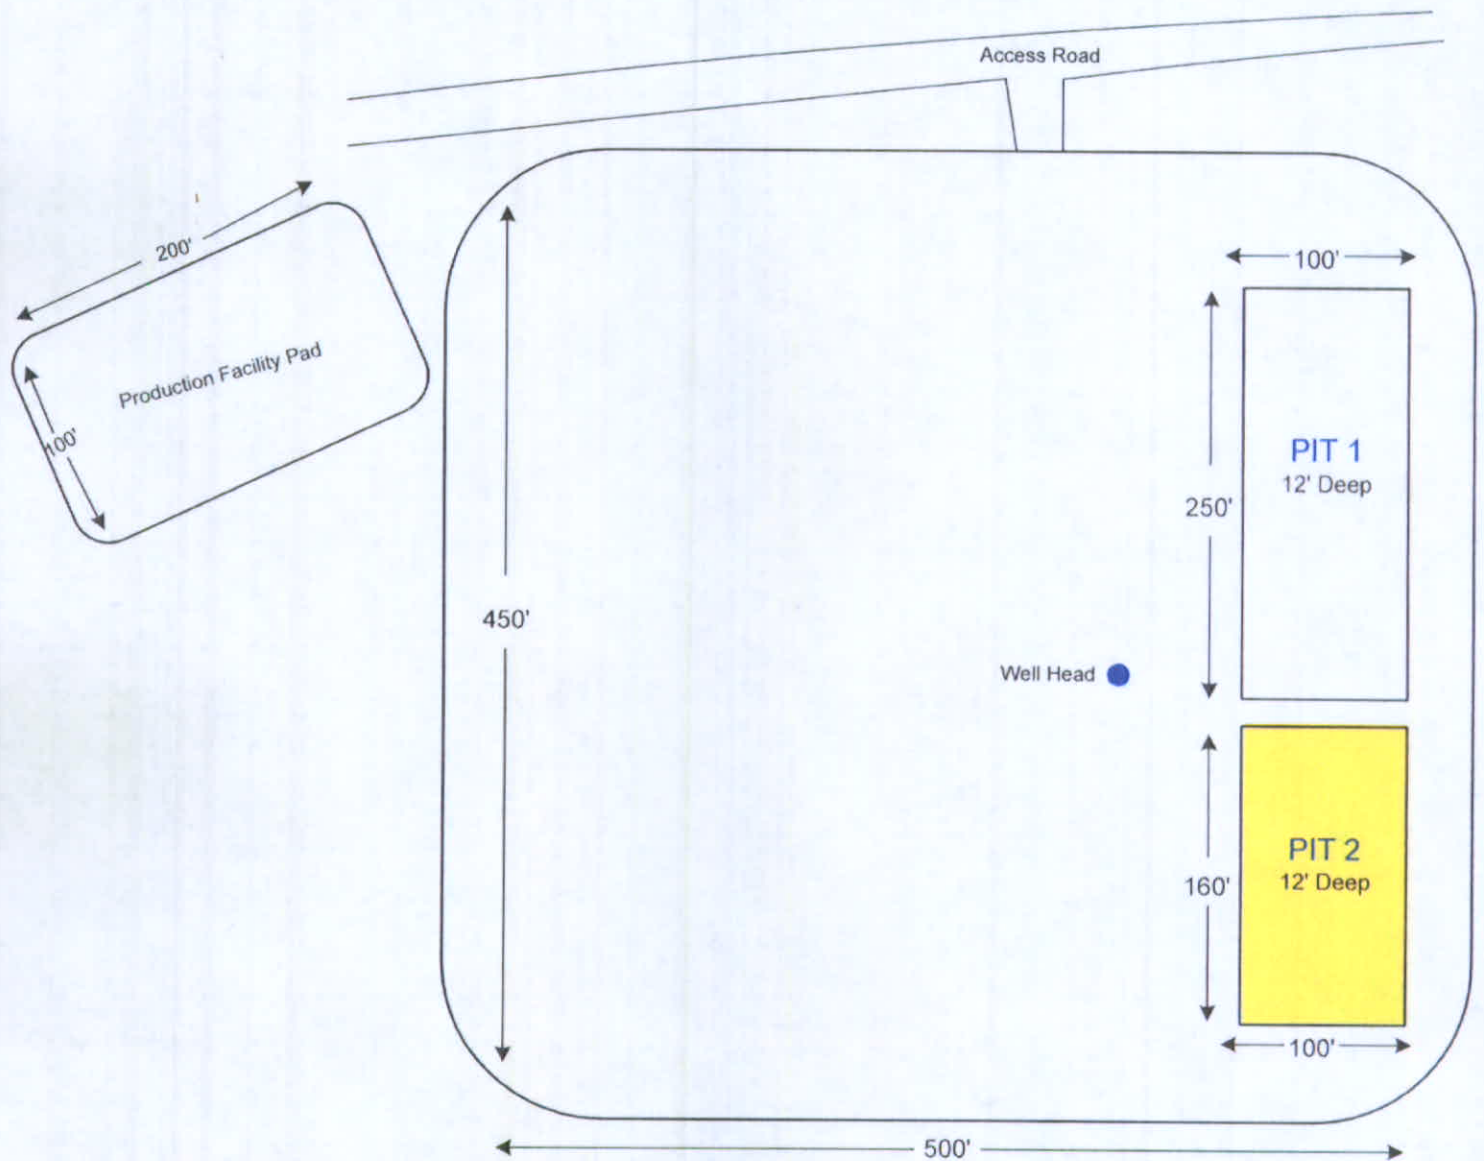 Access Road
200'
100'
Production Facility Pad
100'
PIT 1
12' Deep
250'
450'
Well Head
PIT 2
12' Deep
160'
100'
500'